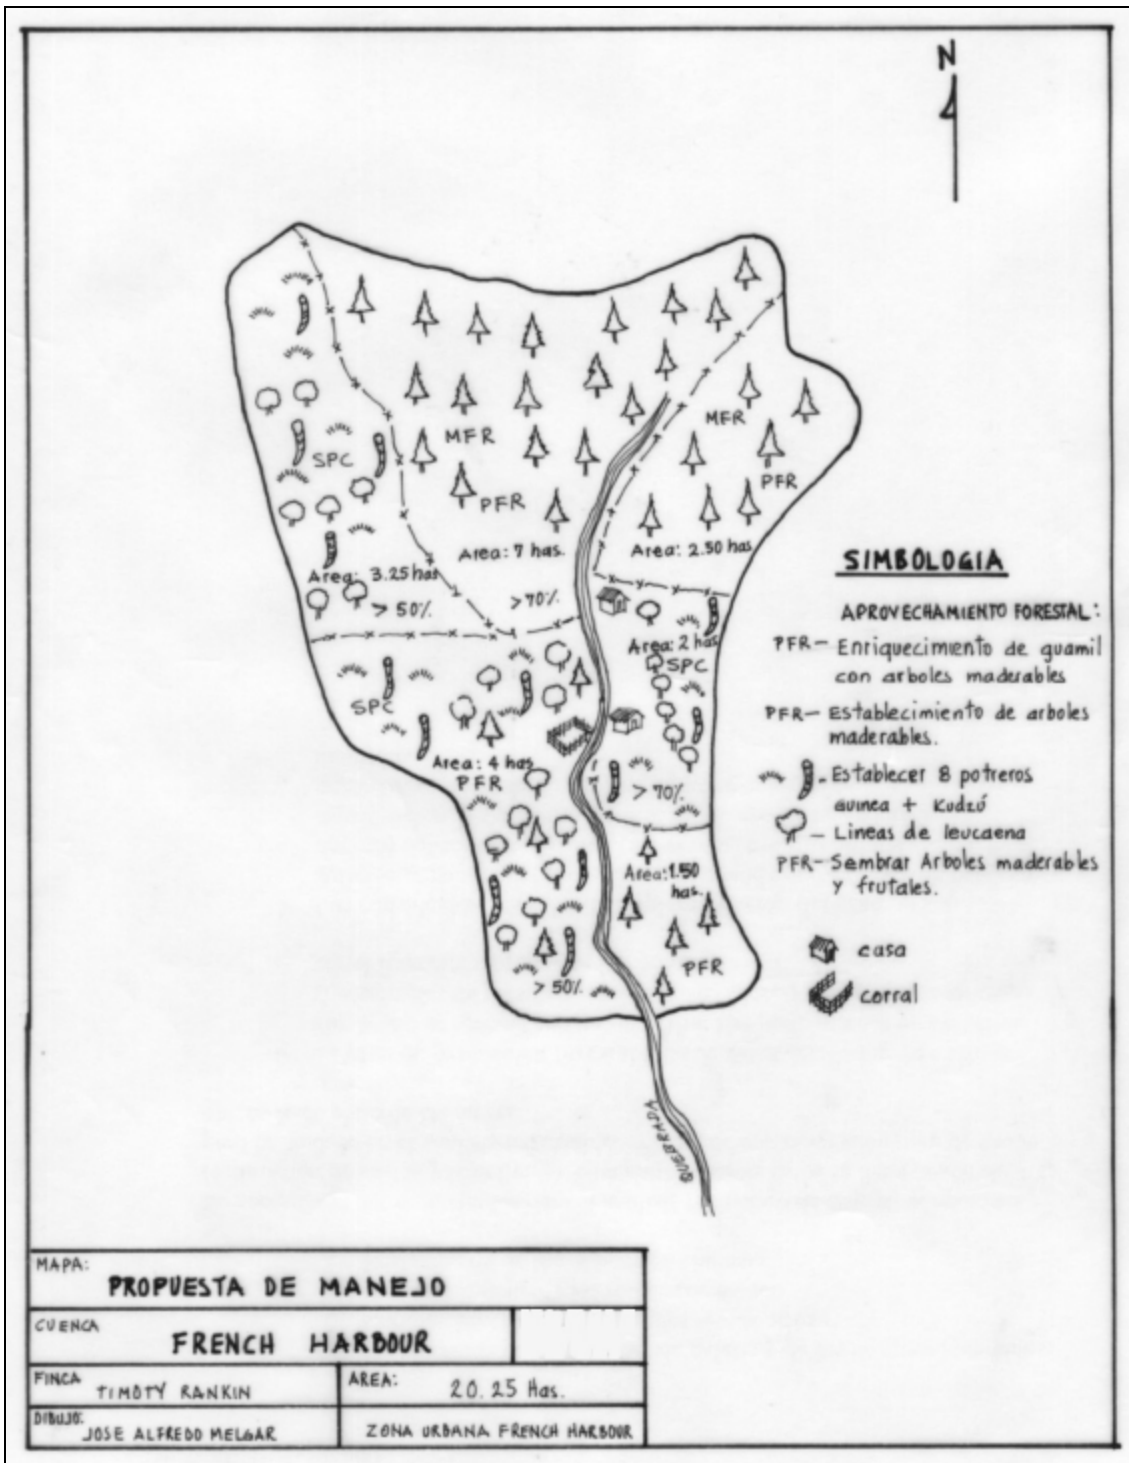 N
MFR
MFR
SPC
PFR
PFR
Area: 7 has.
Area: 2.50 has
Area: 3.25 has
> 50%
> 70%
Area: 2 has
SPC
SPC
Area: 4 has
PFR
> 70%
Area: 1.50
has.
PFR
> 50%
QUEBRADA
SIMBOLOGIA
APROVECHAMIENTO FORESTAL:
PFR- Enriquecimiento de guamil
con arboles maderables
PFR- Establecimiento de arboles
maderables.
- Establecer 8 potreros
Guinea + Kudzú
- Lineas de leucaena
PFR- Sembrar Arboles maderables
y frutales.
casa
corral
MAPA:
PROPUESTA DE MANEJO
CUENCA
FRENCH HARBOUR
FINCA
TIMOTY RANKIN
AREA:
20.25 Has.
DIBUJO:
JOSE ALFREDO MELGAR
ZONA URBANA FRENCH HARBOUR